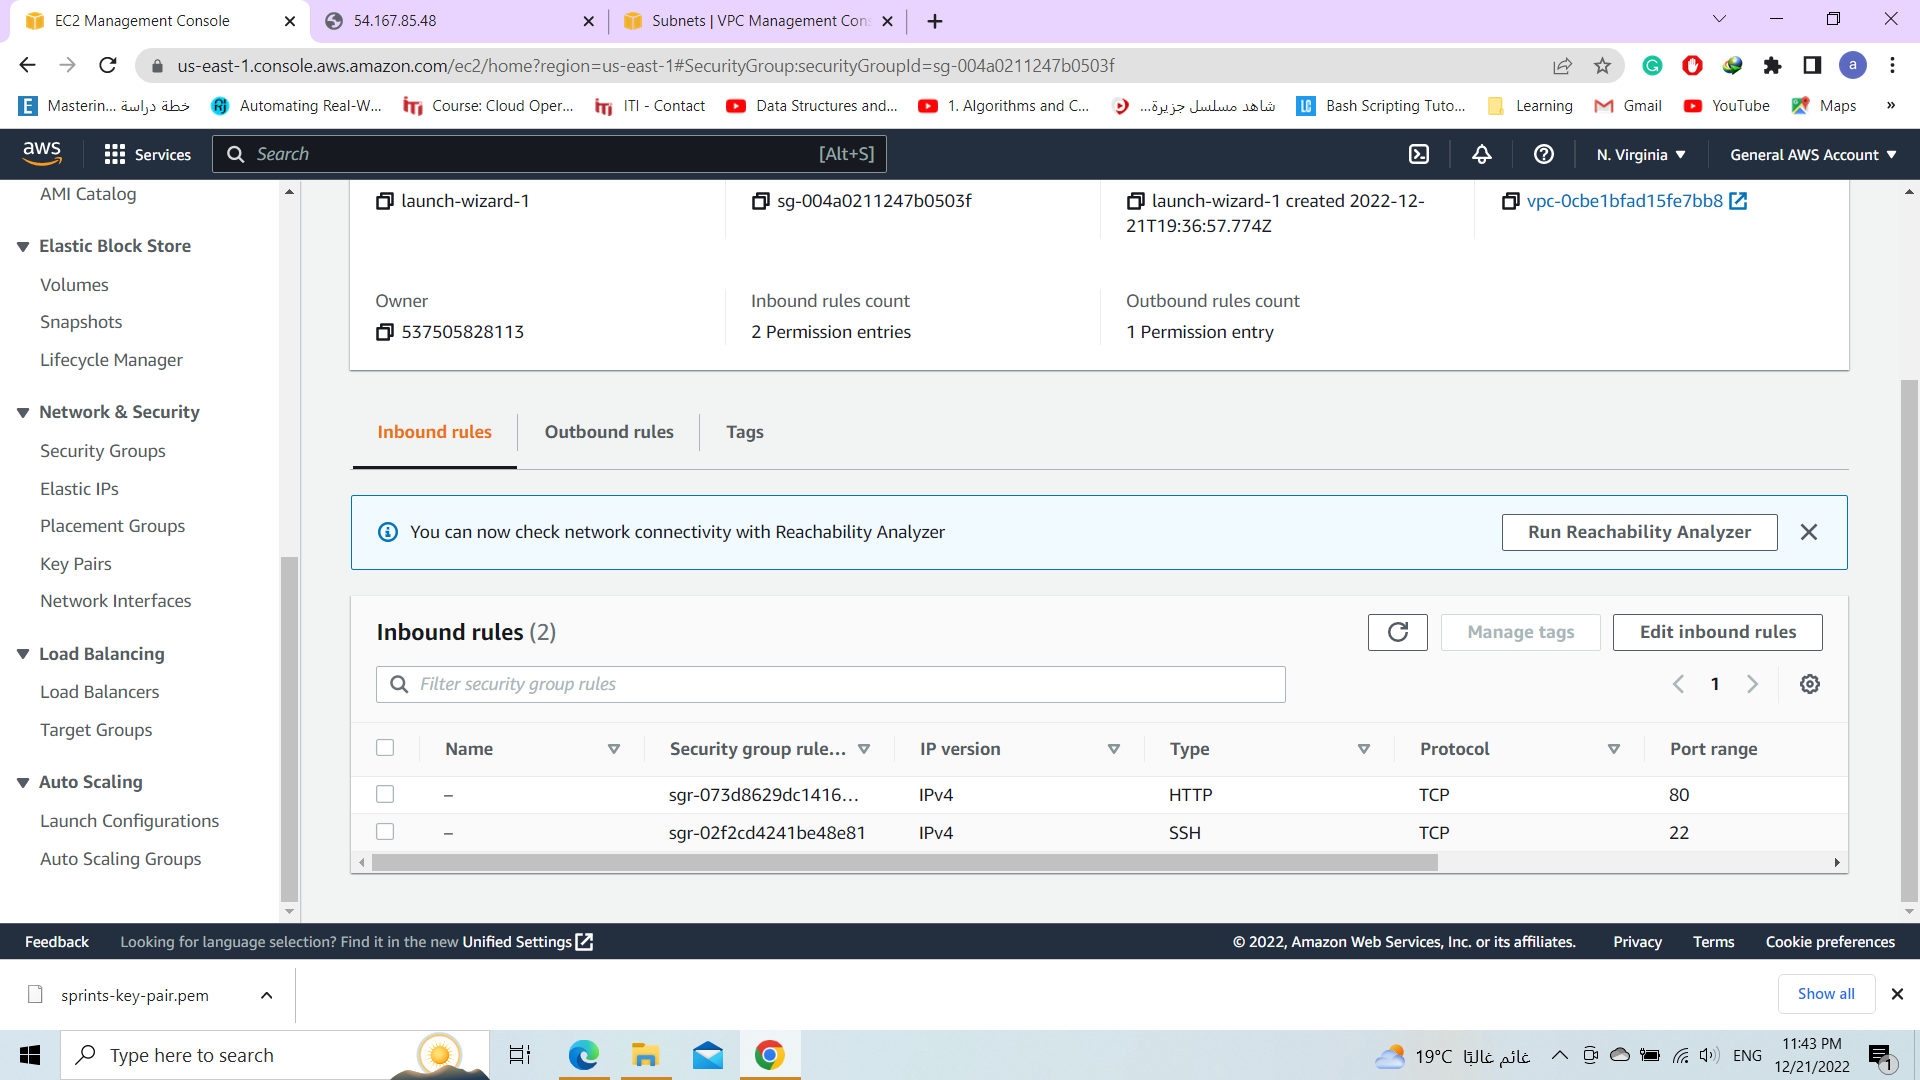 EC2 Management Console
54.167.85.48
Subnets | VPC Management Con
us-east-1.console.aws.amazon.com/ec2/home?region=us-east-1#SecurityGroup:securityGroupId=sg-004a0211247b0503f
a
Masterin... خطة دراسة
Automating Real-W...
Course: Cloud Oper...
ITI - Contact
Data Structures and...
1. Algorithms and C...
شاهد مسلسل جزيرة...
LC Bash Scripting Tuto...
Learning
Gmail
YouTube
Maps
»
aws
Services
Search
[Alt+S]
N. Virginia
General AWS Account
AMI Catalog
Elastic Block Store
Volumes
Snapshots
Lifecycle Manager
Network & Security
Security Groups
Elastic IPs
Placement Groups
Key Pairs
Network Interfaces
Load Balancing
Load Balancers
Target Groups
Auto Scaling
Launch Configurations
Auto Scaling Groups
launch-wizard-1
sg-004a0211247b0503f
launch-wizard-1 created 2022-12-
21T19:36:57.774Z
vpc-0cbe1bfad15fe7bb8
Owner
537505828113
Inbound rules count
2 Permission entries
Outbound rules count
1 Permission entry
Inbound rules
Outbound rules
Tags
You can now check network connectivity with Reachability Analyzer
Run Reachability Analyzer
Inbound rules (2)
Manage tags
Edit inbound rules
Filter security group rules
1
Name Security group rule... IP version Type Protocol Port range
– sgr-073d8629dc1416... IPv4 HTTP TCP 80
– sgr-02f2cd4241be48e81 IPv4 SSH TCP 22
Feedback
Looking for language selection? Find it in the new Unified Settings
© 2022, Amazon Web Services, Inc. or its affiliates.
Privacy
Terms
Cookie preferences
sprints-key-pair.pem
Show all
Type here to search
19°C غائم غالبًا
ENG
11:43 PM
12/21/2022
1